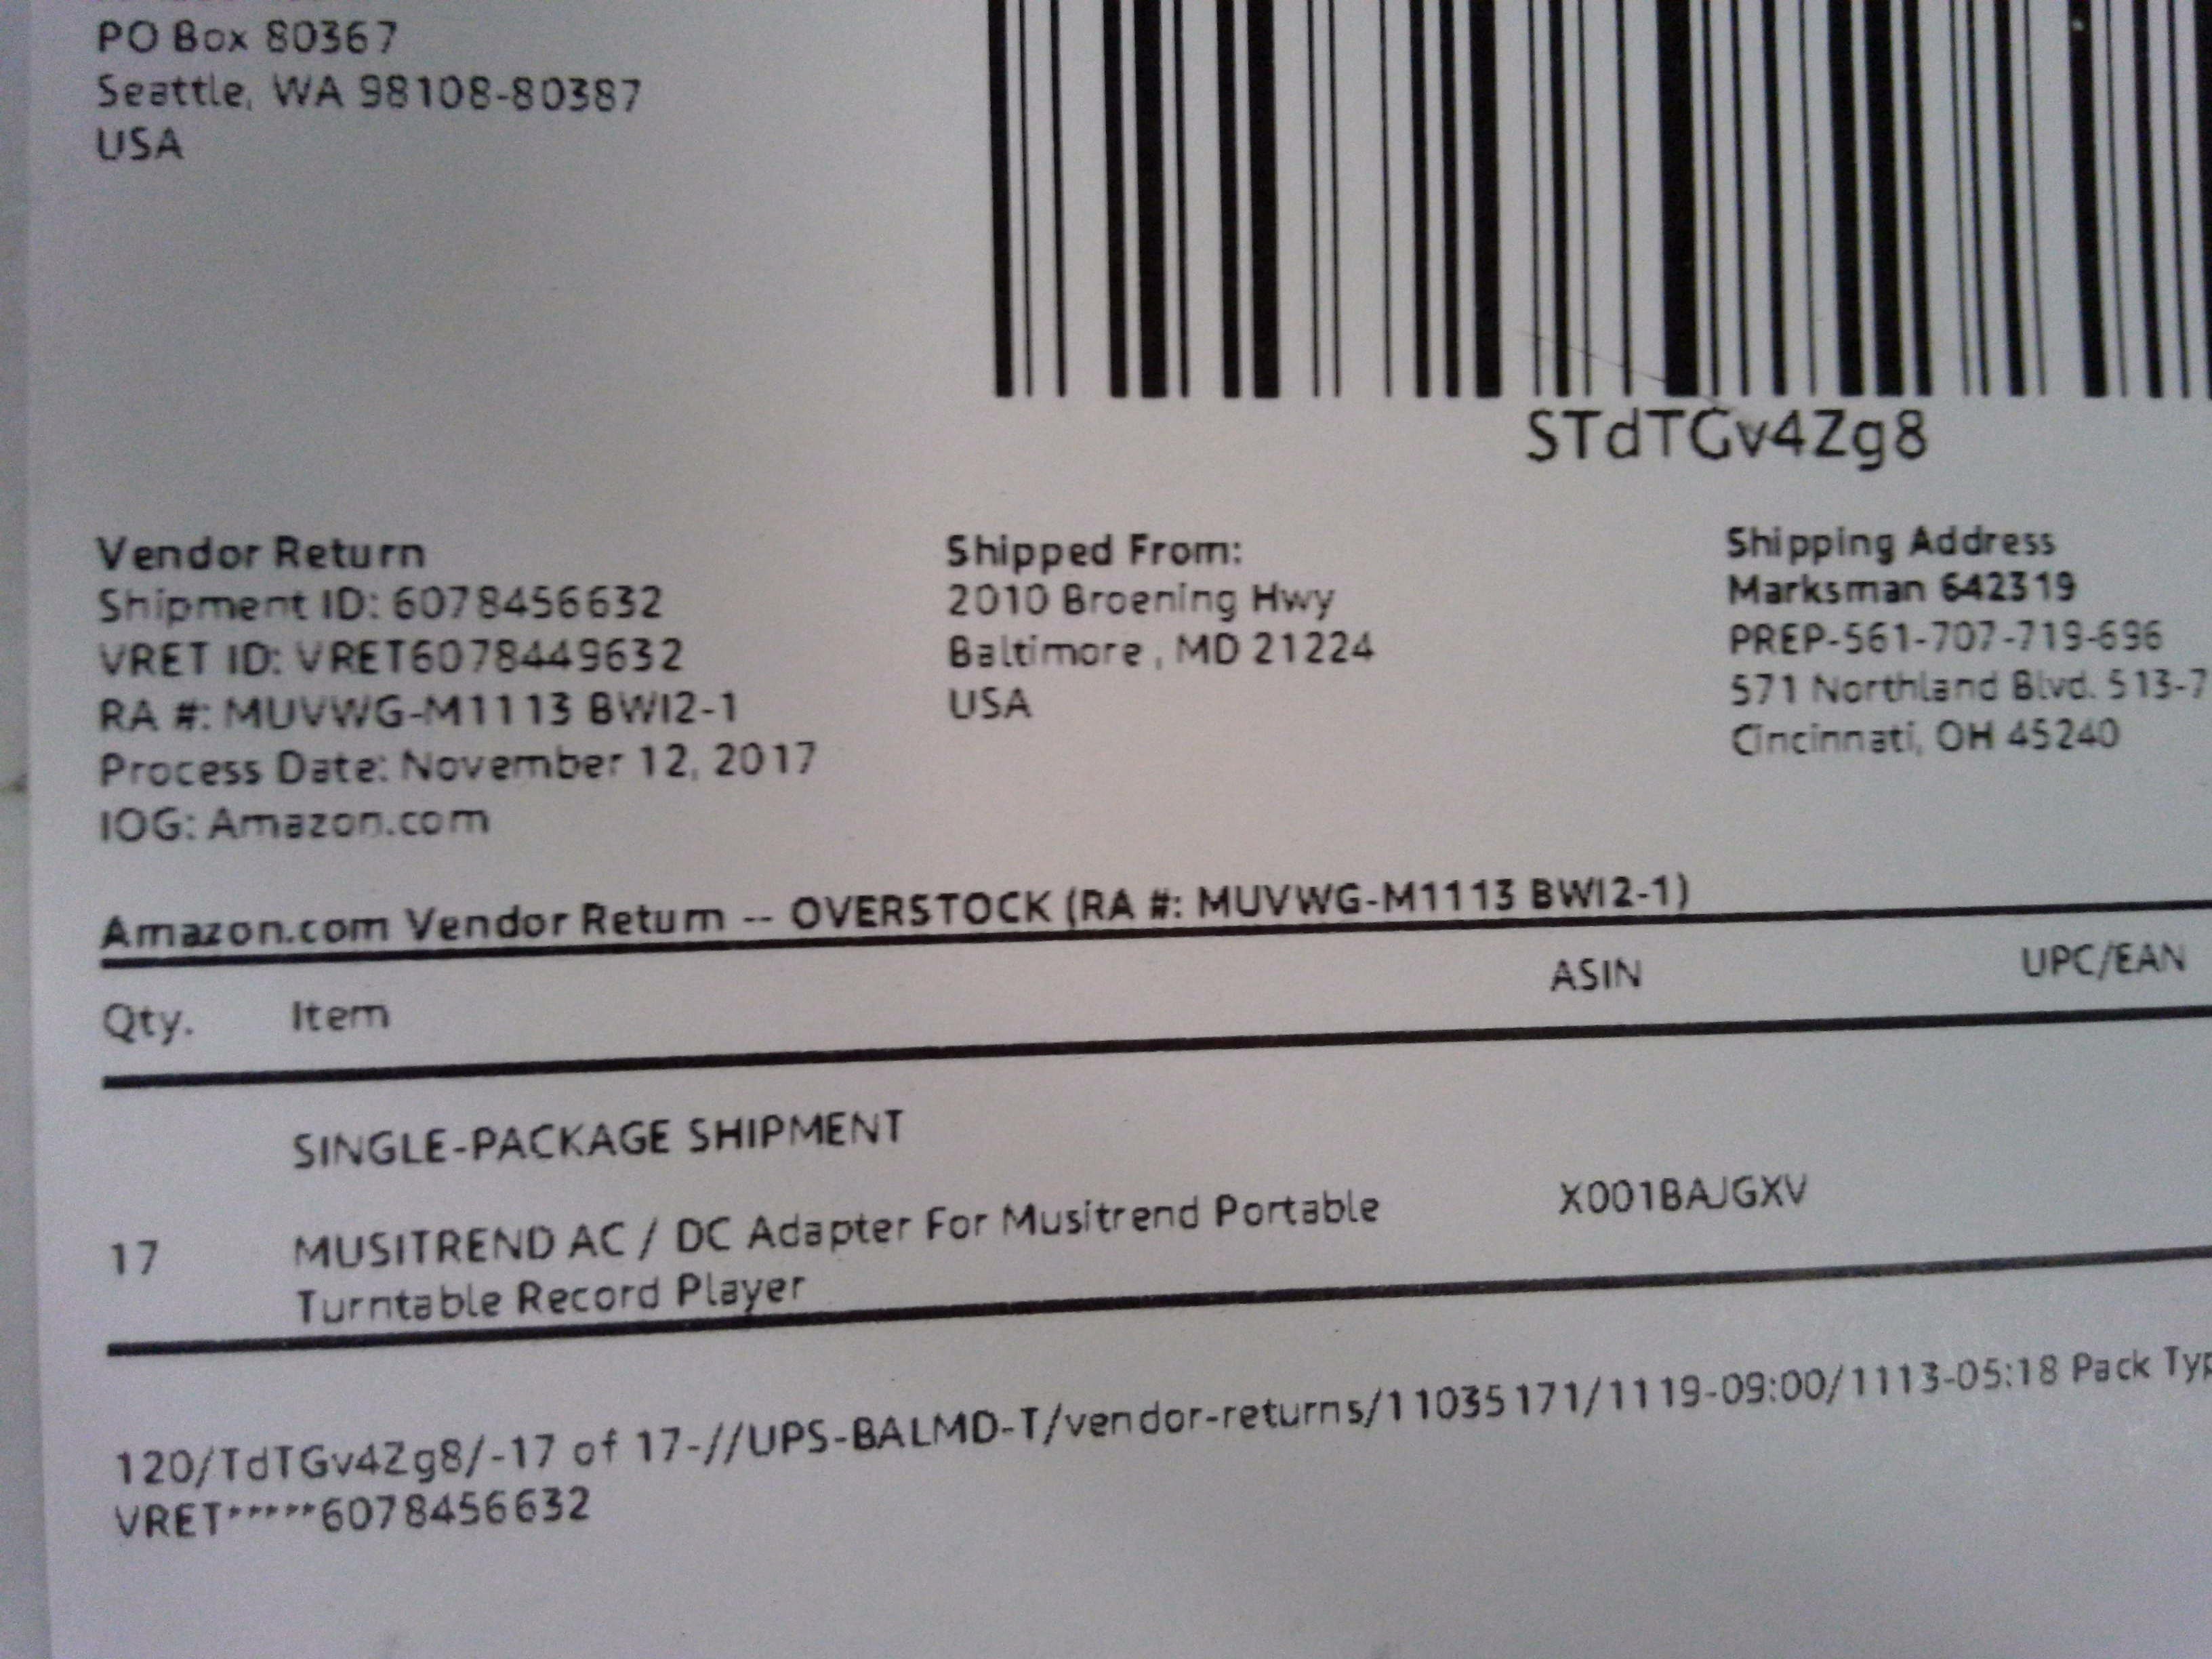 PO Box 80367
Seattle, WA 98108-80387
USA
STdTGv4Zg8
Vendor Return
Shipment ID: 6078456632
VRET ID: VRET6078449632
RA #: MUVWG-M1113 BWI2-1
Process Date: November 12, 2017
IOG: Amazon.com
Shipped From:
2010 Broening Hwy
Baltimore , MD 21224
USA
Shipping Address
Marksman 642319
PREP-561-707-719-696
571 Northland Blvd. 513-7
Cincinnati, OH 45240
Amazon.com Vendor Return -- OVERSTOCK (RA #: MUVWG-M1113 BWI2-1)
Qty. Item ASIN UPC/EAN
SINGLE-PACKAGE SHIPMENT
17 MUSITREND AC / DC Adapter For Musitrend Portable X001BAJGXV
Turntable Record Player
120/TdTGv4Zg8/-17 of 17-//UPS-BALMD-T/vendor-returns/11035171/1119-09:00/1113-05:18 Pack Typ
VRET*****6078456632